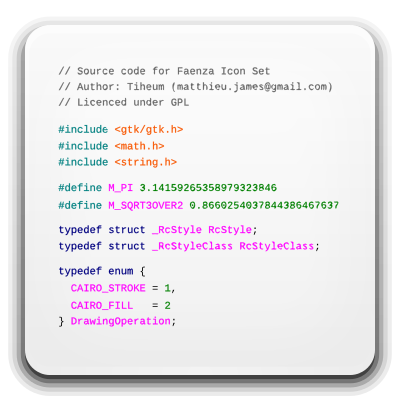 // Source code for Faenza Icon Set
// Author: Tiheum (matthieu.james@gmail.com)
// Licenced under GPL
#include <gtk/gtk.h>
#include <math.h>
#include <string.h>
#define M_PI 3.14159265358979323846
#define M_SQRT3OVER2 0.8660254037844386467637
typedef struct _RcStyle RcStyle;
typedef struct _RcStyleClass RcStyleClass;
typedef enum {
CAIRO_STROKE = 1,
CAIRO_FILL = 2
} DrawingOperation;